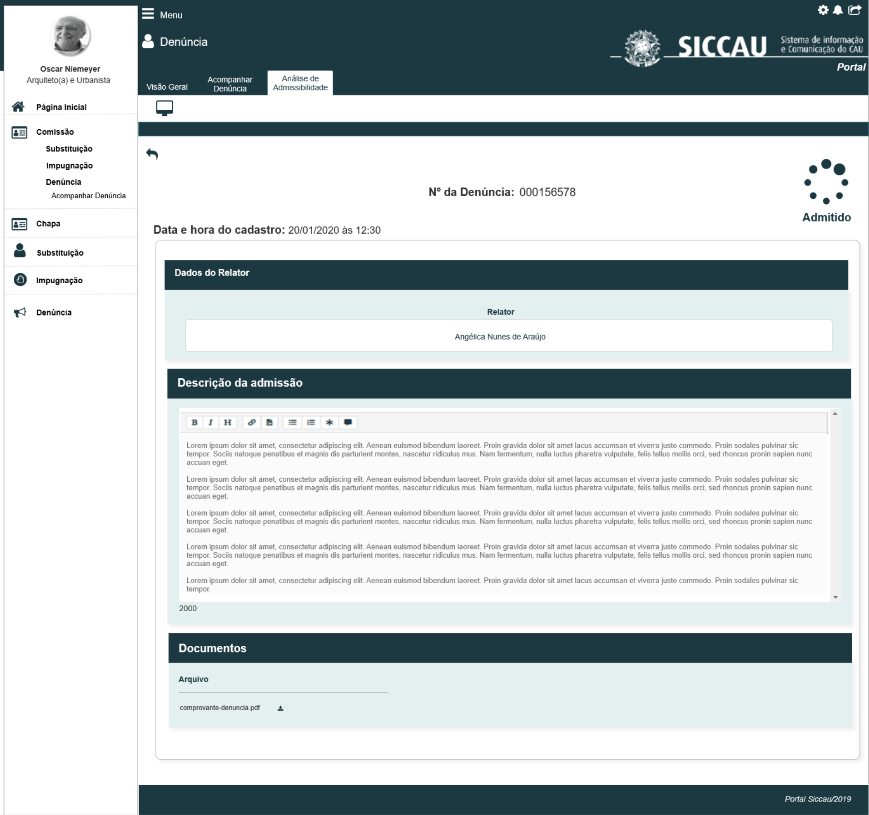 Menu
Denúncia
SICCAU
Sistema de informação
e Comunicação do CAU
Portal
Oscar Niemeyer
Arquiteto(a) e Urbanista
Visão Geral
Acompanhar
Denúncia
Análise de
Admissibilidade
Página Inicial
Comissão
Substituição
Impugnação
Denúncia
Acompanhar Denúncia
Chapa
Substituição
Impugnação
Denúncia
Nº da Denúncia: 000156578
Admitido
Data e hora do cadastro: 20/01/2020 às 12:30
Dados do Relator
Relator
Angélica Nunes de Araújo
Descrição da admissão
B I H
Lorem ipsum dolor sit amet, consectetur adipiscing elit. Aenean euismod bibendum laoreet. Proin gravida dolor sit amet lacus accumsan et viverra justo commodo. Proin sodales pulvinar sic
tempor. Sociis natoque penatibus et magnis dis parturient montes, nascetur ridiculus mus. Nam fermentum, nulla luctus pharetra vulputate, felis tellus mollis orci, sed rhoncus pronin sapien nunc
accuan eget.
Lorem ipsum dolor sit amet, consectetur adipiscing elit. Aenean euismod bibendum laoreet. Proin gravida dolor sit amet lacus accumsan et viverra justo commodo. Proin sodales pulvinar sic
tempor. Sociis natoque penatibus et magnis dis parturient montes, nascetur ridiculus mus. Nam fermentum, nulla luctus pharetra vulputate, felis tellus mollis orci, sed rhoncus pronin sapien nunc
accuan eget.
Lorem ipsum dolor sit amet, consectetur adipiscing elit. Aenean euismod bibendum laoreet. Proin gravida dolor sit amet lacus accumsan et viverra justo commodo. Proin sodales pulvinar sic
tempor. Sociis natoque penatibus et magnis dis parturient montes, nascetur ridiculus mus. Nam fermentum, nulla luctus pharetra vulputate, felis tellus mollis orci, sed rhoncus pronin sapien nunc
accuan eget.
Lorem ipsum dolor sit amet, consectetur adipiscing elit. Aenean euismod bibendum laoreet. Proin gravida dolor sit amet lacus accumsan et viverra justo commodo. Proin sodales pulvinar sic
tempor. Sociis natoque penatibus et magnis dis parturient montes, nascetur ridiculus mus. Nam fermentum, nulla luctus pharetra vulputate, felis tellus mollis orci, sed rhoncus pronin sapien nunc
accuan eget.
Lorem ipsum dolor sit amet, consectetur adipiscing elit. Aenean euismod bibendum laoreet. Proin gravida dolor sit amet lacus accumsan et viverra justo commodo. Proin sodales pulvinar sic
tempor.
2000
Documentos
Arquivo
comprovante-denuncia.pdf
Portal Siccau/2019